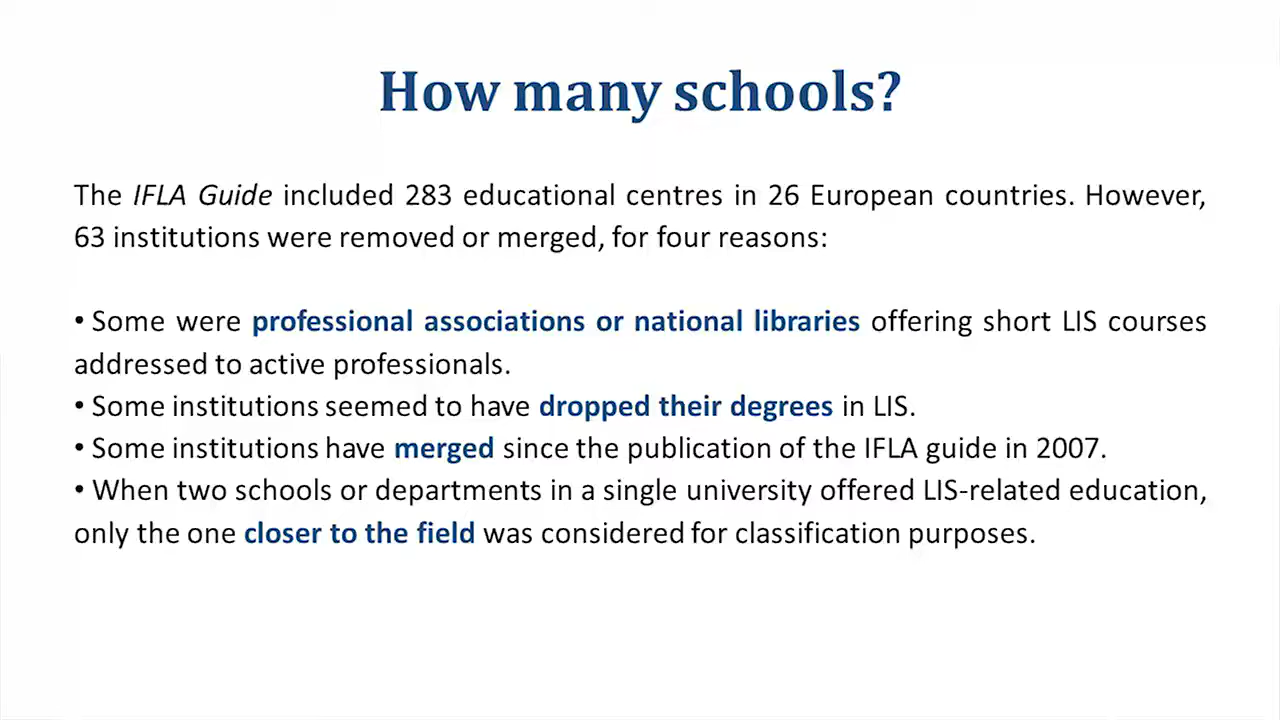 How many schools?
The IFLA Guide included 283 educational centres in 26 European countries. However,
63 institutions were removed or merged, for four reasons:
• Some were professional associations or national libraries offering short LIS courses
addressed to active professionals.
• Some institutions seemed to have dropped their degrees in LIS.
• Some institutions have merged since the publication of the IFLA guide in 2007.
• When two schools or departments in a single university offered LIS-related education,
only the one closer to the field was considered for classification purposes.